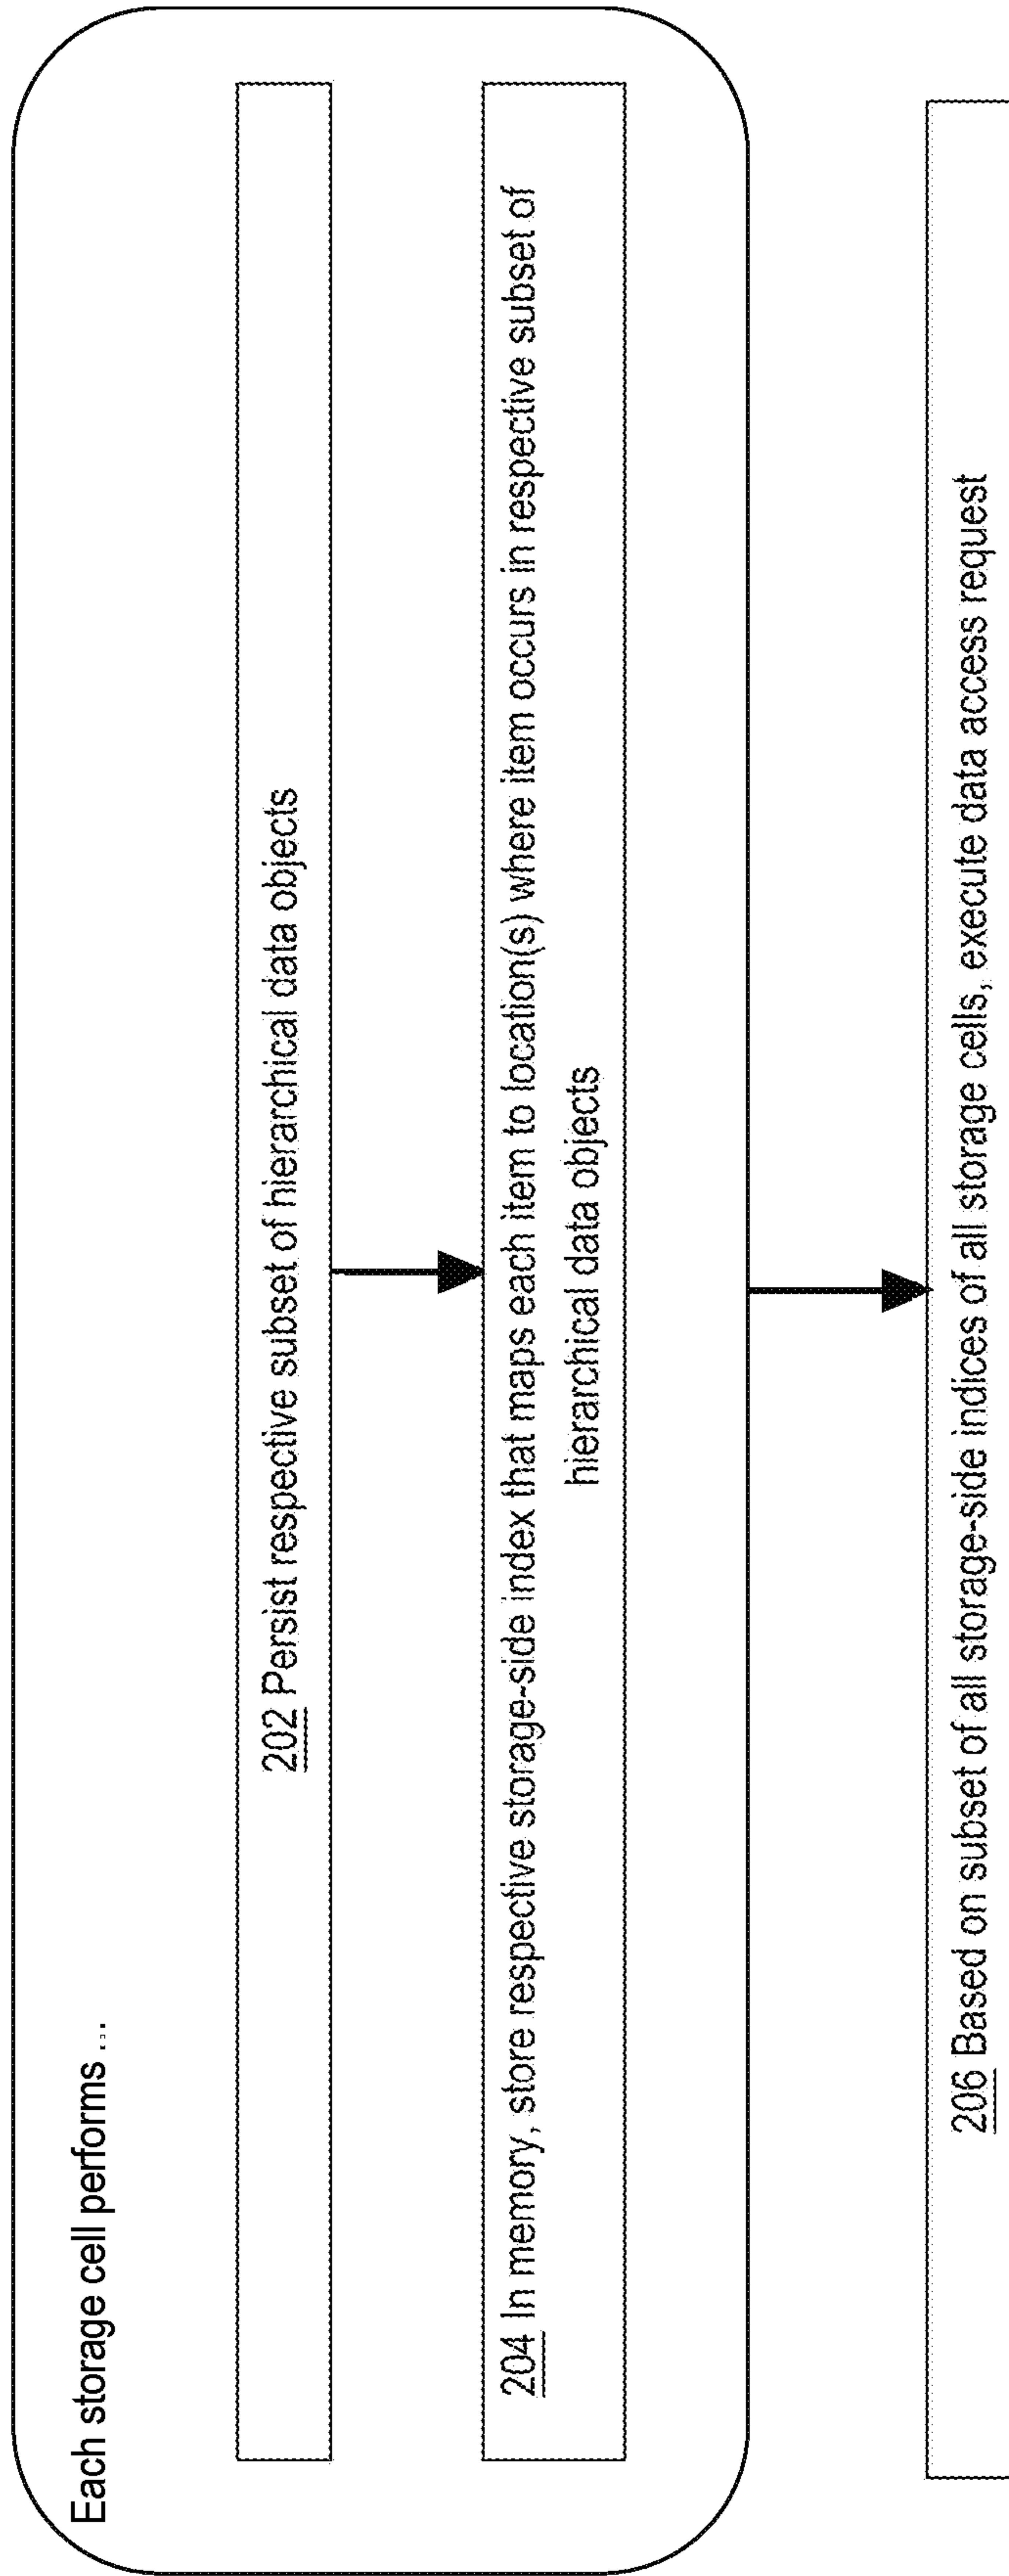 Each storage cell performs ...
202 Persist respective subset of hierarchical data objects
204 In memory, store respective storage-side index that maps each item to location(s) where item occurs in respective subset of
hierarchical data objects
206 Based on subset of all storage-side indices of all storage cells, execute data access request